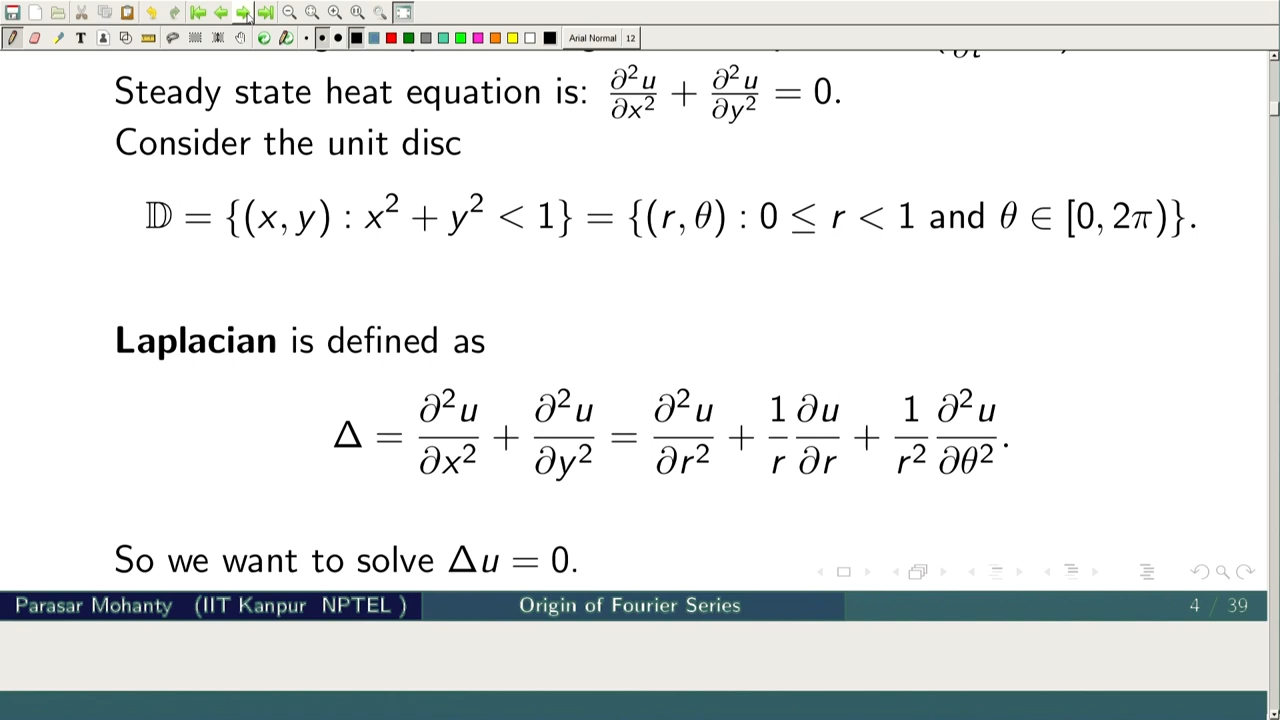 T Arial Normal 12
Steady state heat equation is: ∂²u/∂x² + ∂²u/∂y² = 0.
Consider the unit disc
𝔻 = {(x, y) : x² + y² < 1} = {(r, θ) : 0 ≤ r < 1 and θ ∈ [0, 2π)}.
Laplacian is defined as
Δ = ∂²u/∂x² + ∂²u/∂y² = ∂²u/∂r² + 1/r ∂u/∂r + 1/r² ∂²u/∂θ².
So we want to solve Δu = 0.
Parasar Mohanty (IIT Kanpur NPTEL ) Origin of Fourier Series 4 / 39